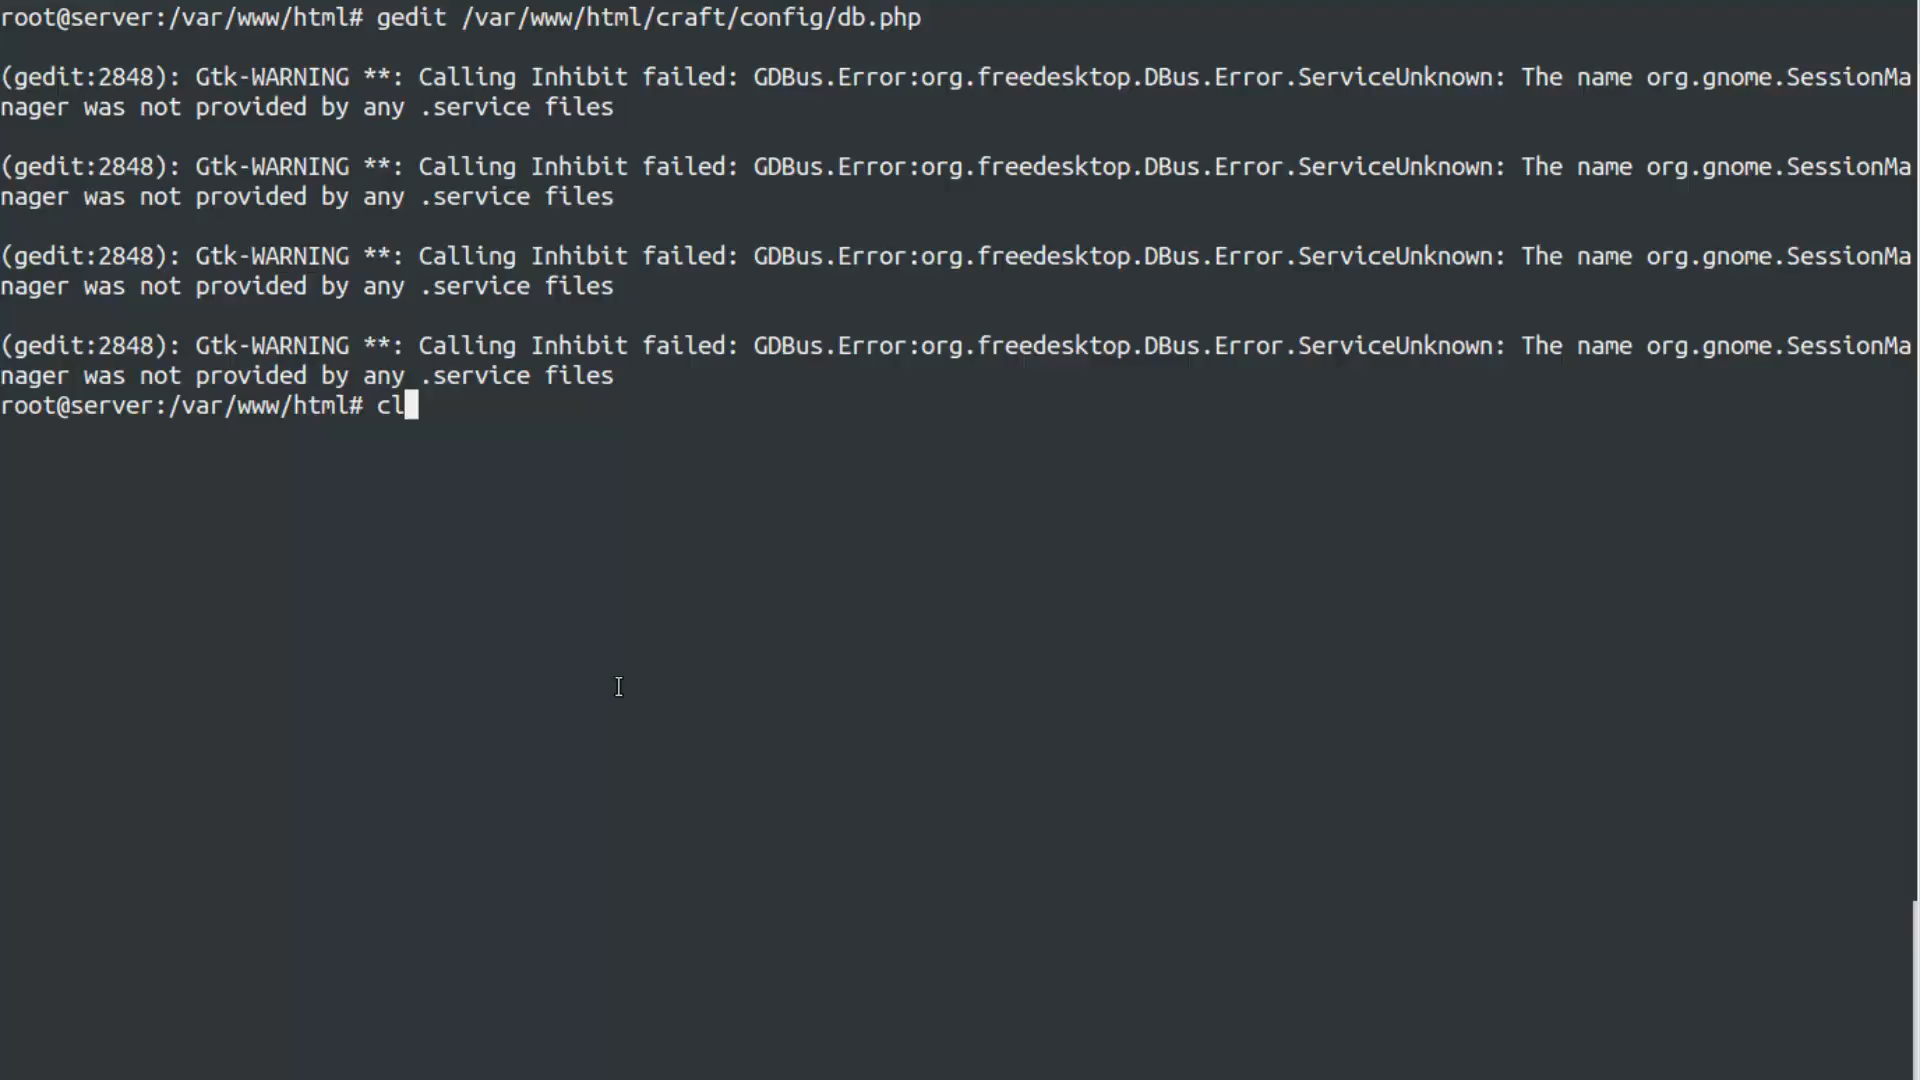 root@server:/var/www/html# gedit /var/www/html/craft/config/db.php
(gedit:2848): Gtk-WARNING **: Calling Inhibit failed: GDBus.Error:org.freedesktop.DBus.Error.ServiceUnknown: The name org.gnome.SessionMa
nager was not provided by any .service files
(gedit:2848): Gtk-WARNING **: Calling Inhibit failed: GDBus.Error:org.freedesktop.DBus.Error.ServiceUnknown: The name org.gnome.SessionMa
nager was not provided by any .service files
(gedit:2848): Gtk-WARNING **: Calling Inhibit failed: GDBus.Error:org.freedesktop.DBus.Error.ServiceUnknown: The name org.gnome.SessionMa
nager was not provided by any .service files
(gedit:2848): Gtk-WARNING **: Calling Inhibit failed: GDBus.Error:org.freedesktop.DBus.Error.ServiceUnknown: The name org.gnome.SessionMa
nager was not provided by any .service files
root@server:/var/www/html# cl